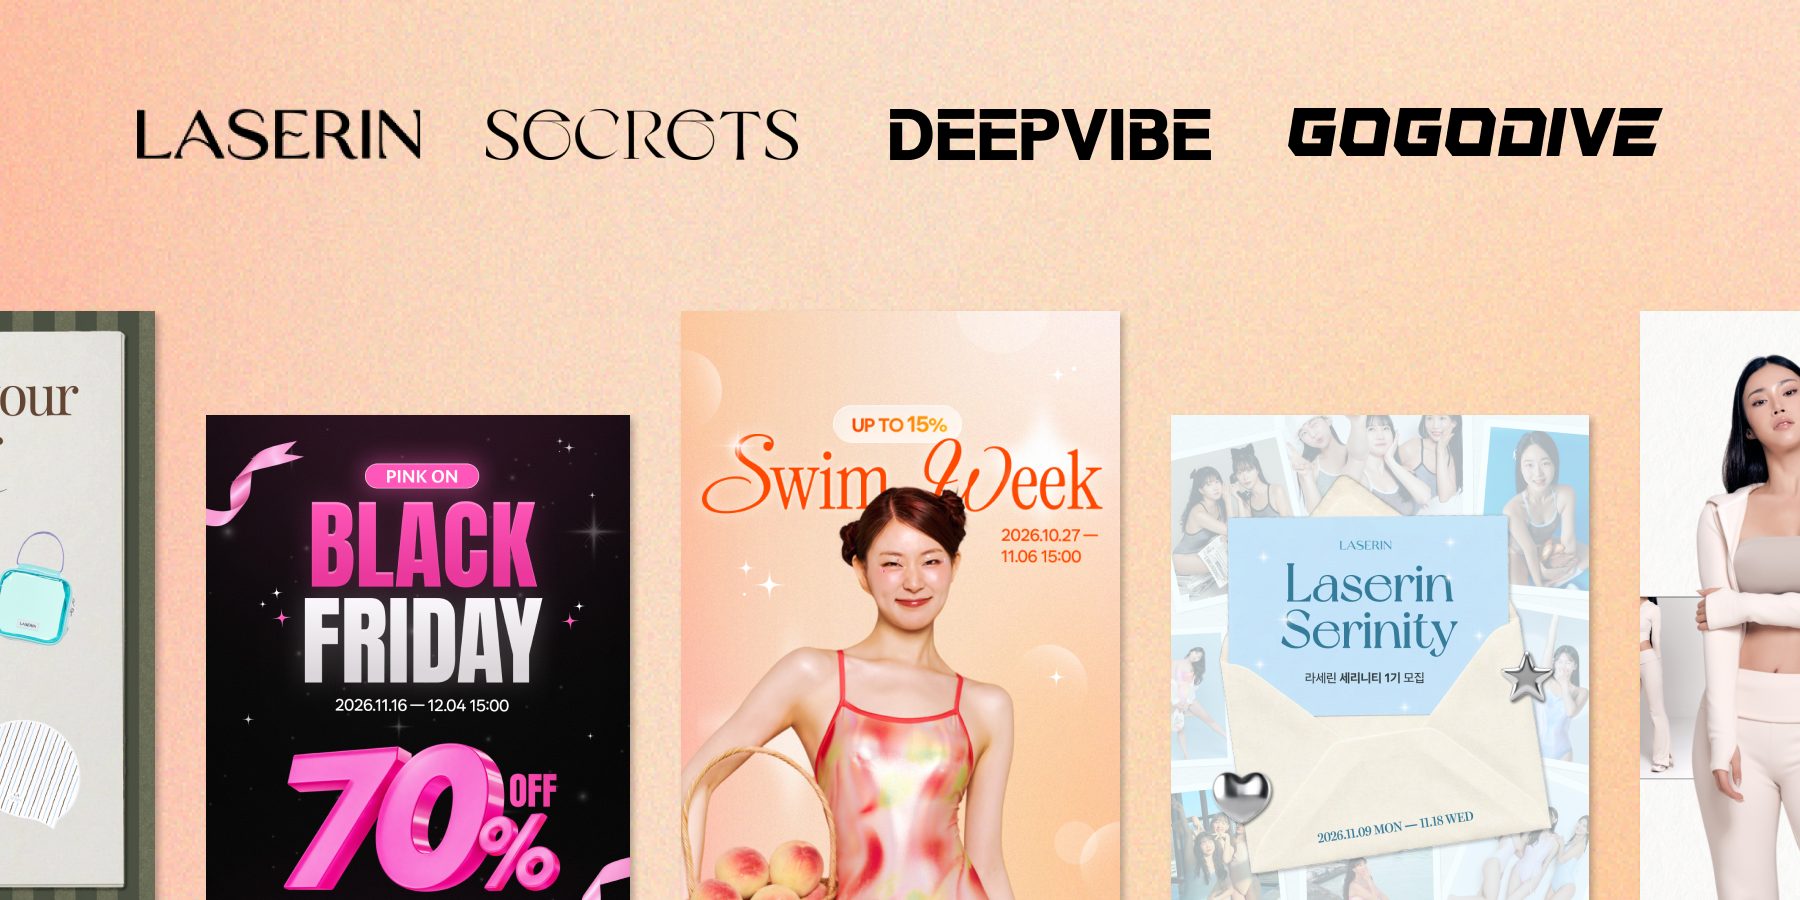 LASERIN
SECRETS
DEEPVIBE
GOGODIVE
our
PINK ON
BLACK
FRIDAY
2026.11.16 — 12.04 15:00
70% OFF
UP TO 15%
Swim Week
2026.10.27 —
11.06 15:00
LASERIN
Laserin
Serinity
라세린 세리니티 1기 모집
2026.11.09 MON — 11.18 WED
LASERIN